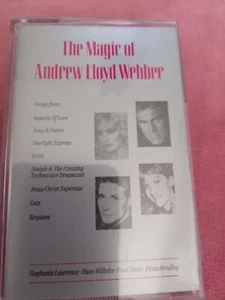 The Magic of
Andrew Lloyd Webber
Songs from
Aspects Of Love
Song & Dance
Starlight Express
Evita
Joseph & The Amazing
Technicolor Dreamcoat
Jesus Christ Superstar
Cats
Requiem
Stephanie Lawrence · Dave Willetts · Paul Jones · Fiona Hendley